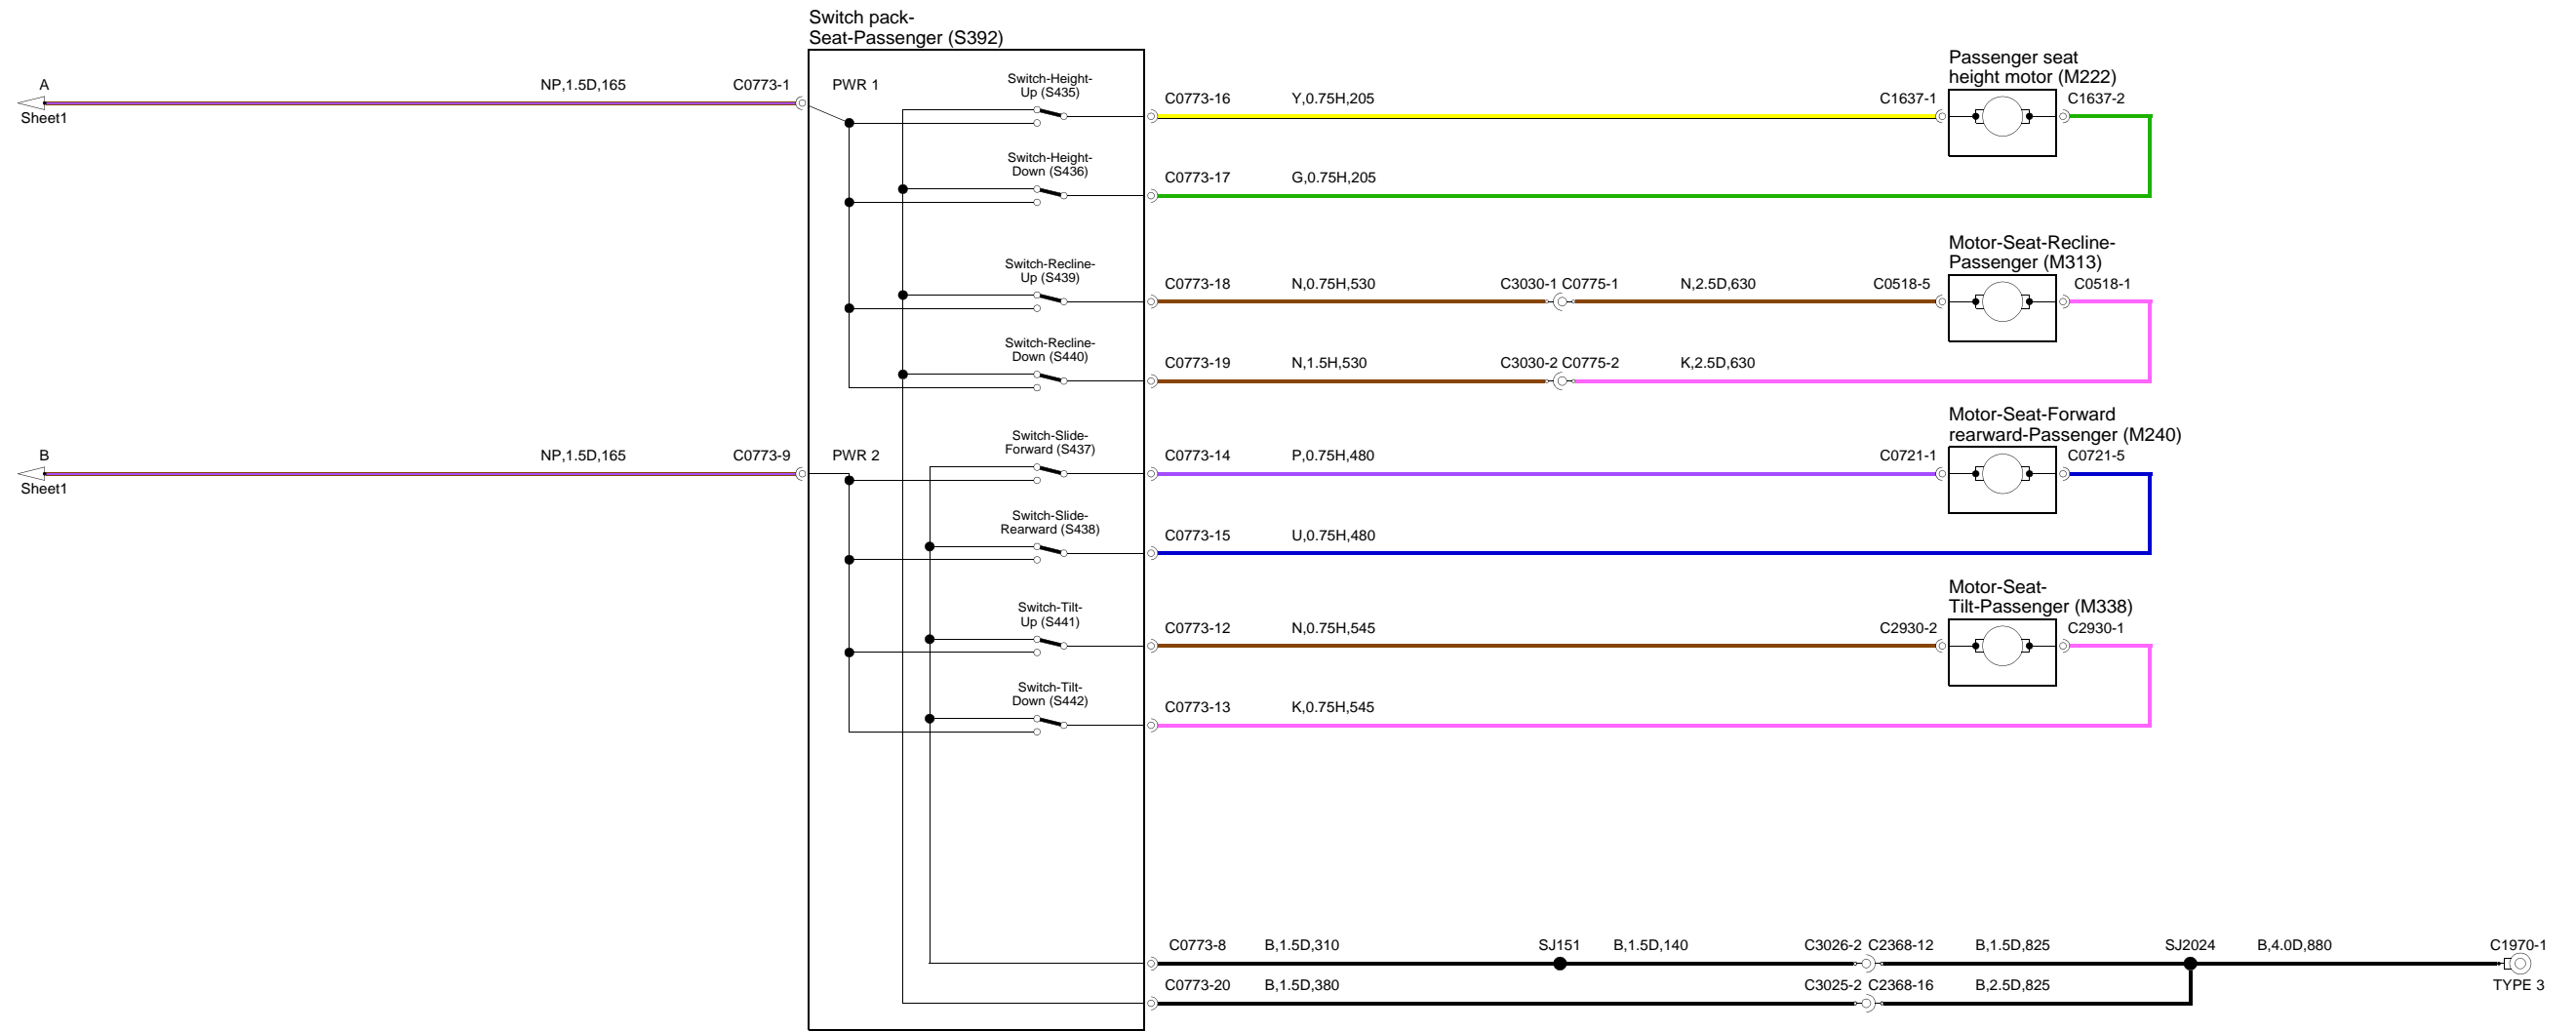 Switch pack-
Seat-Passenger (S392)
A
NP,1.5D,165
C0773-1
Sheet1
PWR 1
Switch-Height-
Up (S435)
C0773-16
Y,0.75H,205
C1637-1
Passenger seat
height motor (M222)
C1637-2
Switch-Height-
Down (S436)
C0773-17
G,0.75H,205
Switch-Recline-
Up (S439)
C0773-18
N,0.75H,530
C3030-1 C0775-1
N,2.5D,630
C0518-5
Motor-Seat-Recline-
Passenger (M313)
C0518-1
Switch-Recline-
Down (S440)
C0773-19
N,1.5H,530
C3030-2 C0775-2
K,2.5D,630
B
NP,1.5D,165
C0773-9
Sheet1
PWR 2
Switch-Slide-
Forward (S437)
C0773-14
P,0.75H,480
C0721-1
Motor-Seat-Forward
rearward-Passenger (M240)
C0721-5
Switch-Slide-
Rearward (S438)
C0773-15
U,0.75H,480
Switch-Tilt-
Up (S441)
C0773-12
N,0.75H,545
C2930-2
Motor-Seat-
Tilt-Passenger (M338)
C2930-1
Switch-Tilt-
Down (S442)
C0773-13
K,0.75H,545
C0773-8
B,1.5D,310
SJ151
B,1.5D,140
C3026-2 C2368-12
B,1.5D,825
SJ2024
B,4.0D,880
C1970-1
C0773-20
B,1.5D,380
C3025-2 C2368-16
B,2.5D,825
TYPE 3